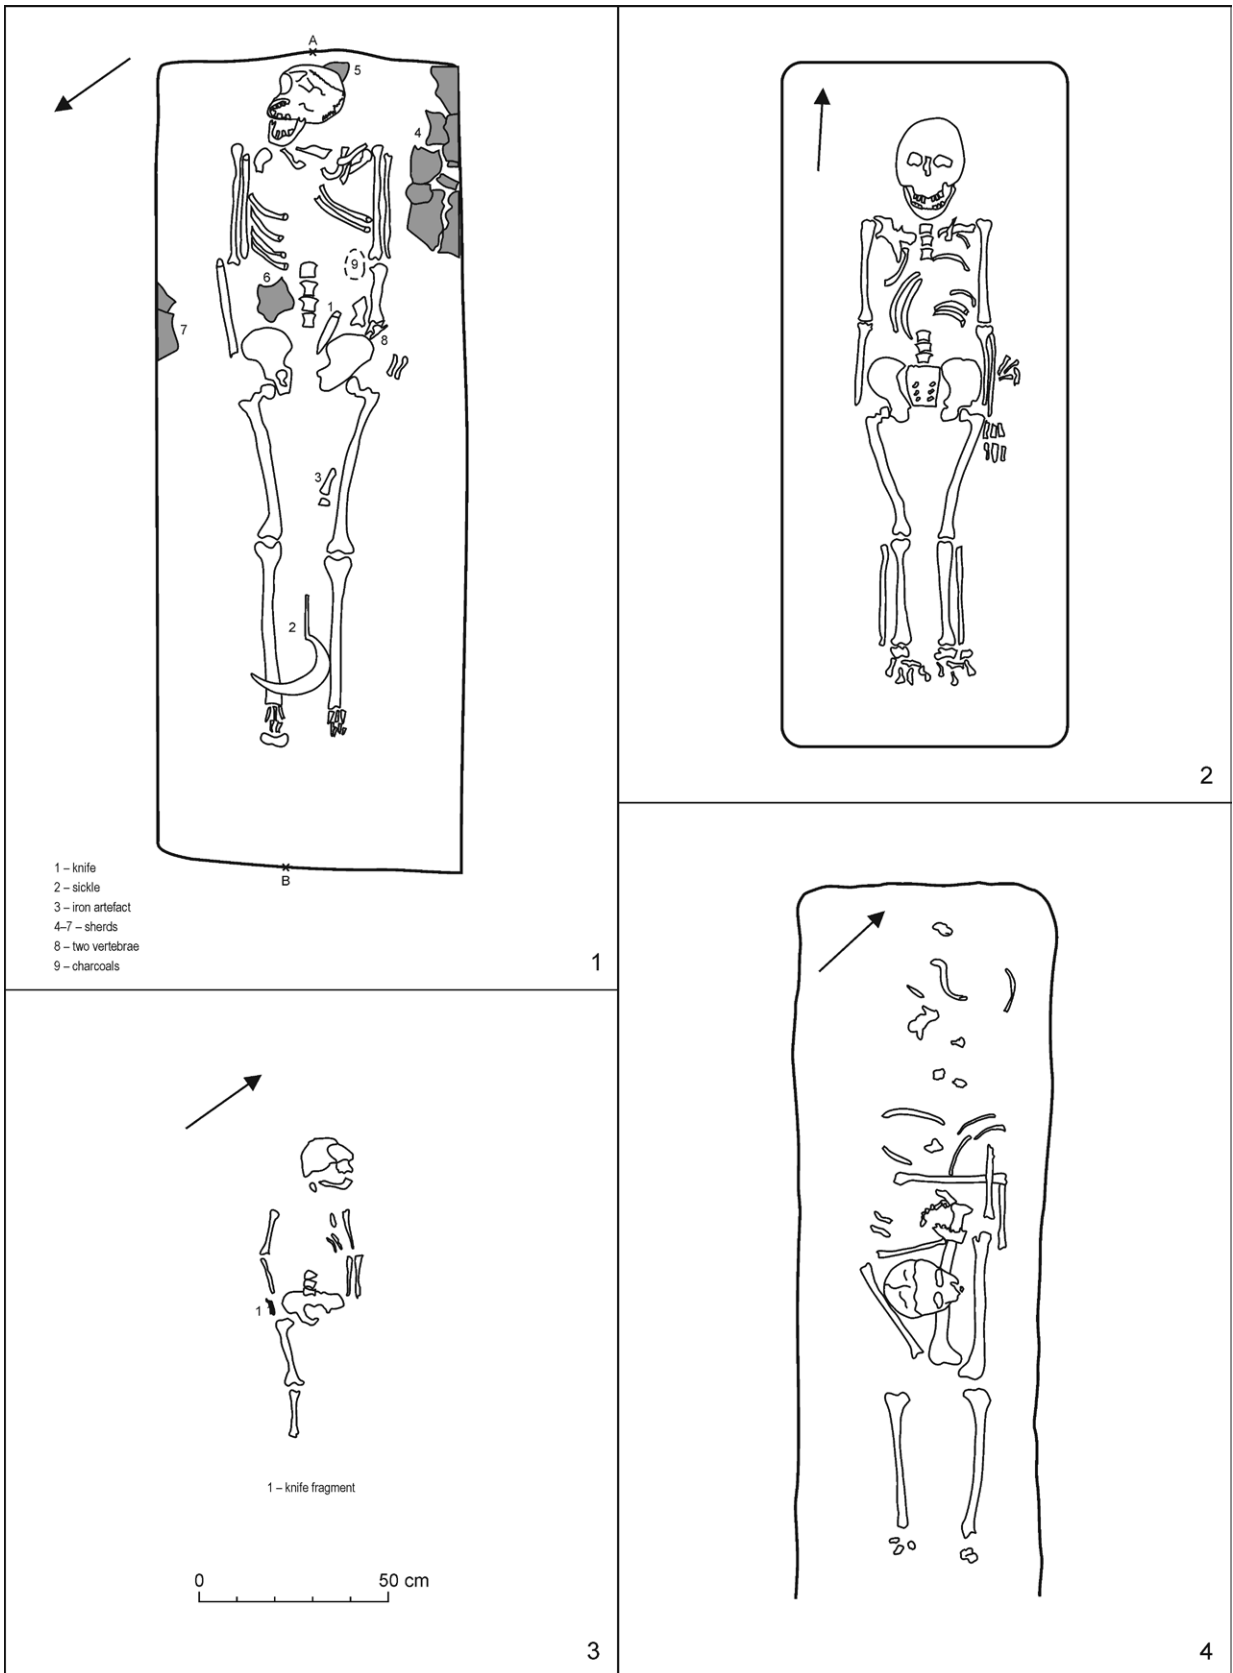 A
5
4
9
6
1
7
8
3
2
1 – knife
2 – sickle
3 – iron artefact
4–7 – sherds
8 – two vertebrae
9 – charcoals
B
1
2
1
1 – knife fragment
0 50 cm
3
4